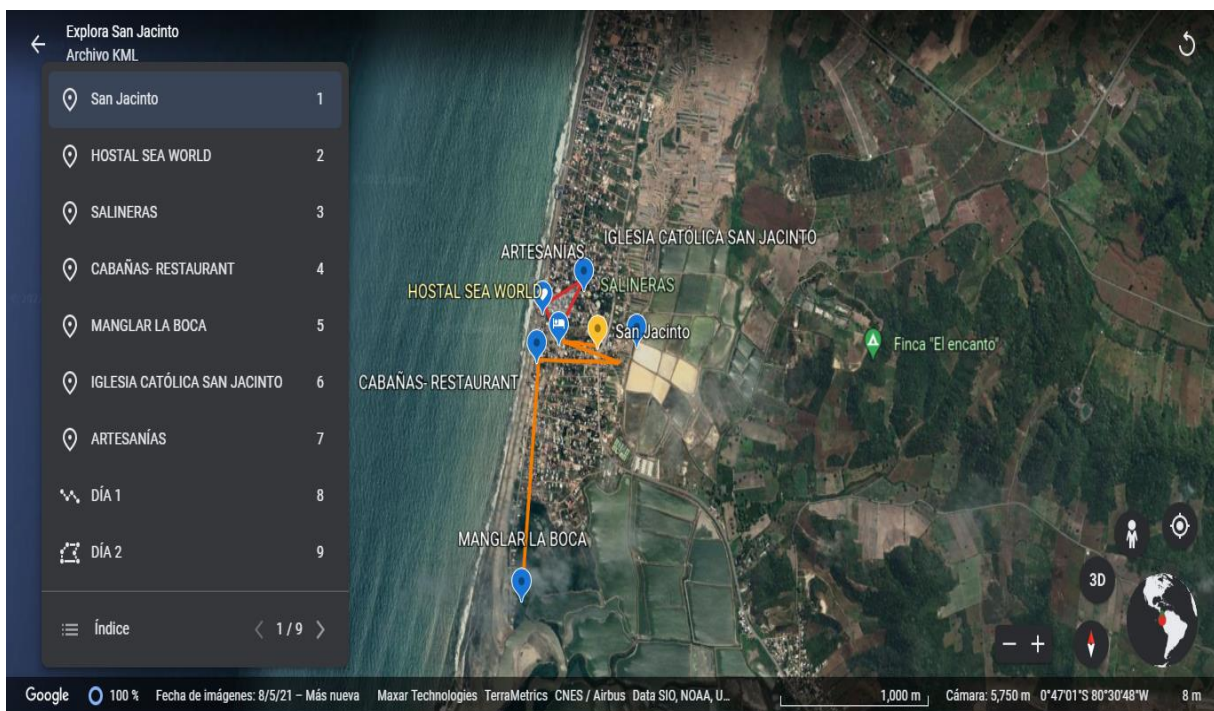 Explora San Jacinto
Archivo KML
San Jacinto 1
HOSTAL SEA WORLD 2
SALINERAS 3
CABAÑAS- RESTAURANT 4
MANGLAR LA BOCA 5
IGLESIA CATÓLICA SAN JACINTO 6
ARTESANÍAS 7
DÍA 1 8
DÍA 2 9
Índice 1 / 9
IGLESIA CATÓLICA SAN JACINTO
ARTESANÍAS
SALINERAS
HOSTAL SEA WORLD
San Jacinto
Finca "El encanto"
CABAÑAS- RESTAURANT
MANGLAR LA BOCA
3D
Google 100 % Fecha de imágenes: 8/5/21 – Más nueva Maxar Technologies TerraMetrics CNES / Airbus Data SIO, NOAA, U... 1,000 m Cámara: 5,750 m 0°47'01"S 80°30'48"W 8 m